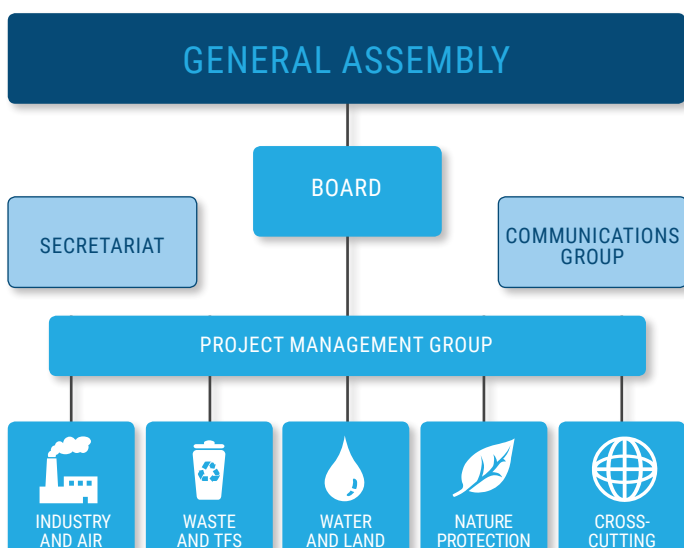 GENERAL ASSEMBLY
BOARD
SECRETARIAT
COMMUNICATIONS
GROUP
PROJECT MANAGEMENT GROUP
INDUSTRY
AND AIR
WASTE
AND TFS
WATER
AND LAND
NATURE
PROTECTION
CROSS-
CUTTING